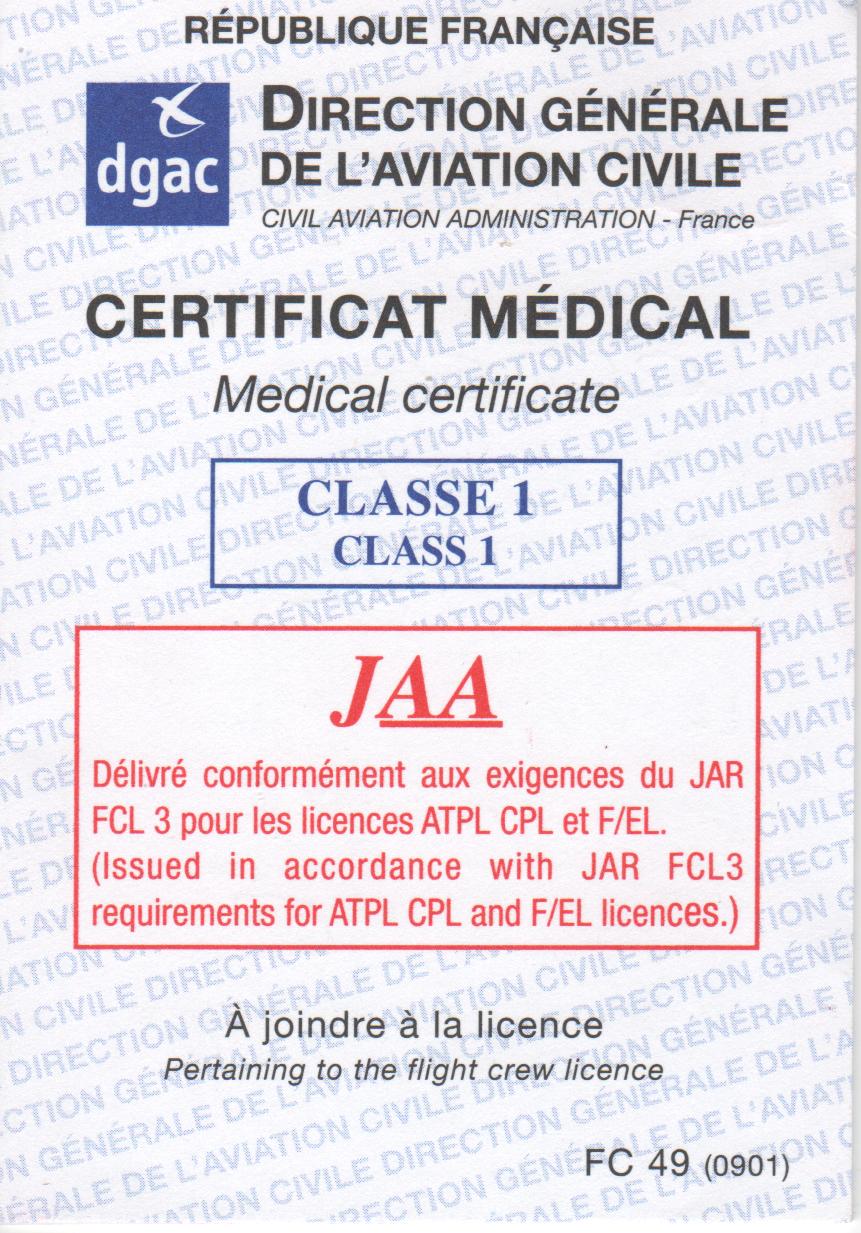 RÉPUBLIQUE FRANÇAISE
dgac
DIRECTION GÉNÉRALE
DE L'AVIATION CIVILE
CIVIL AVIATION ADMINISTRATION - France
CERTIFICAT MÉDICAL
Medical certificate
CLASSE 1
CLASS 1
JAA
Délivré conformément aux exigences du JAR
FCL 3 pour les licences ATPL CPL et F/EL.
(Issued in accordance with JAR FCL3
requirements for ATPL CPL and F/EL licences.)
À joindre à la licence
Pertaining to the flight crew licence
FC 49 (0901)